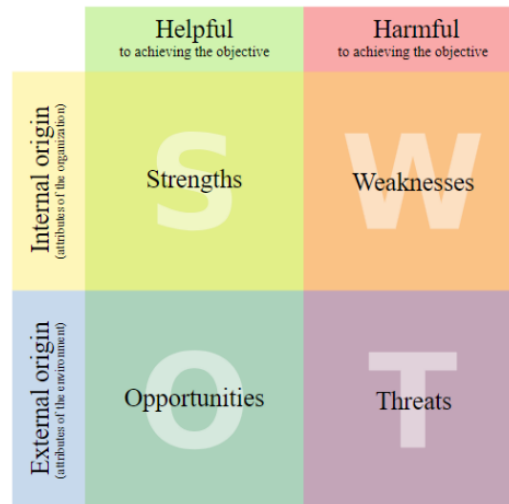 Helpful
to achieving the objective
Harmful
to achieving the objective
Internal origin
(attributes of the organization)
S
Strengths
W
Weaknesses
External origin
(attributes of the environment)
O
Opportunities
T
Threats